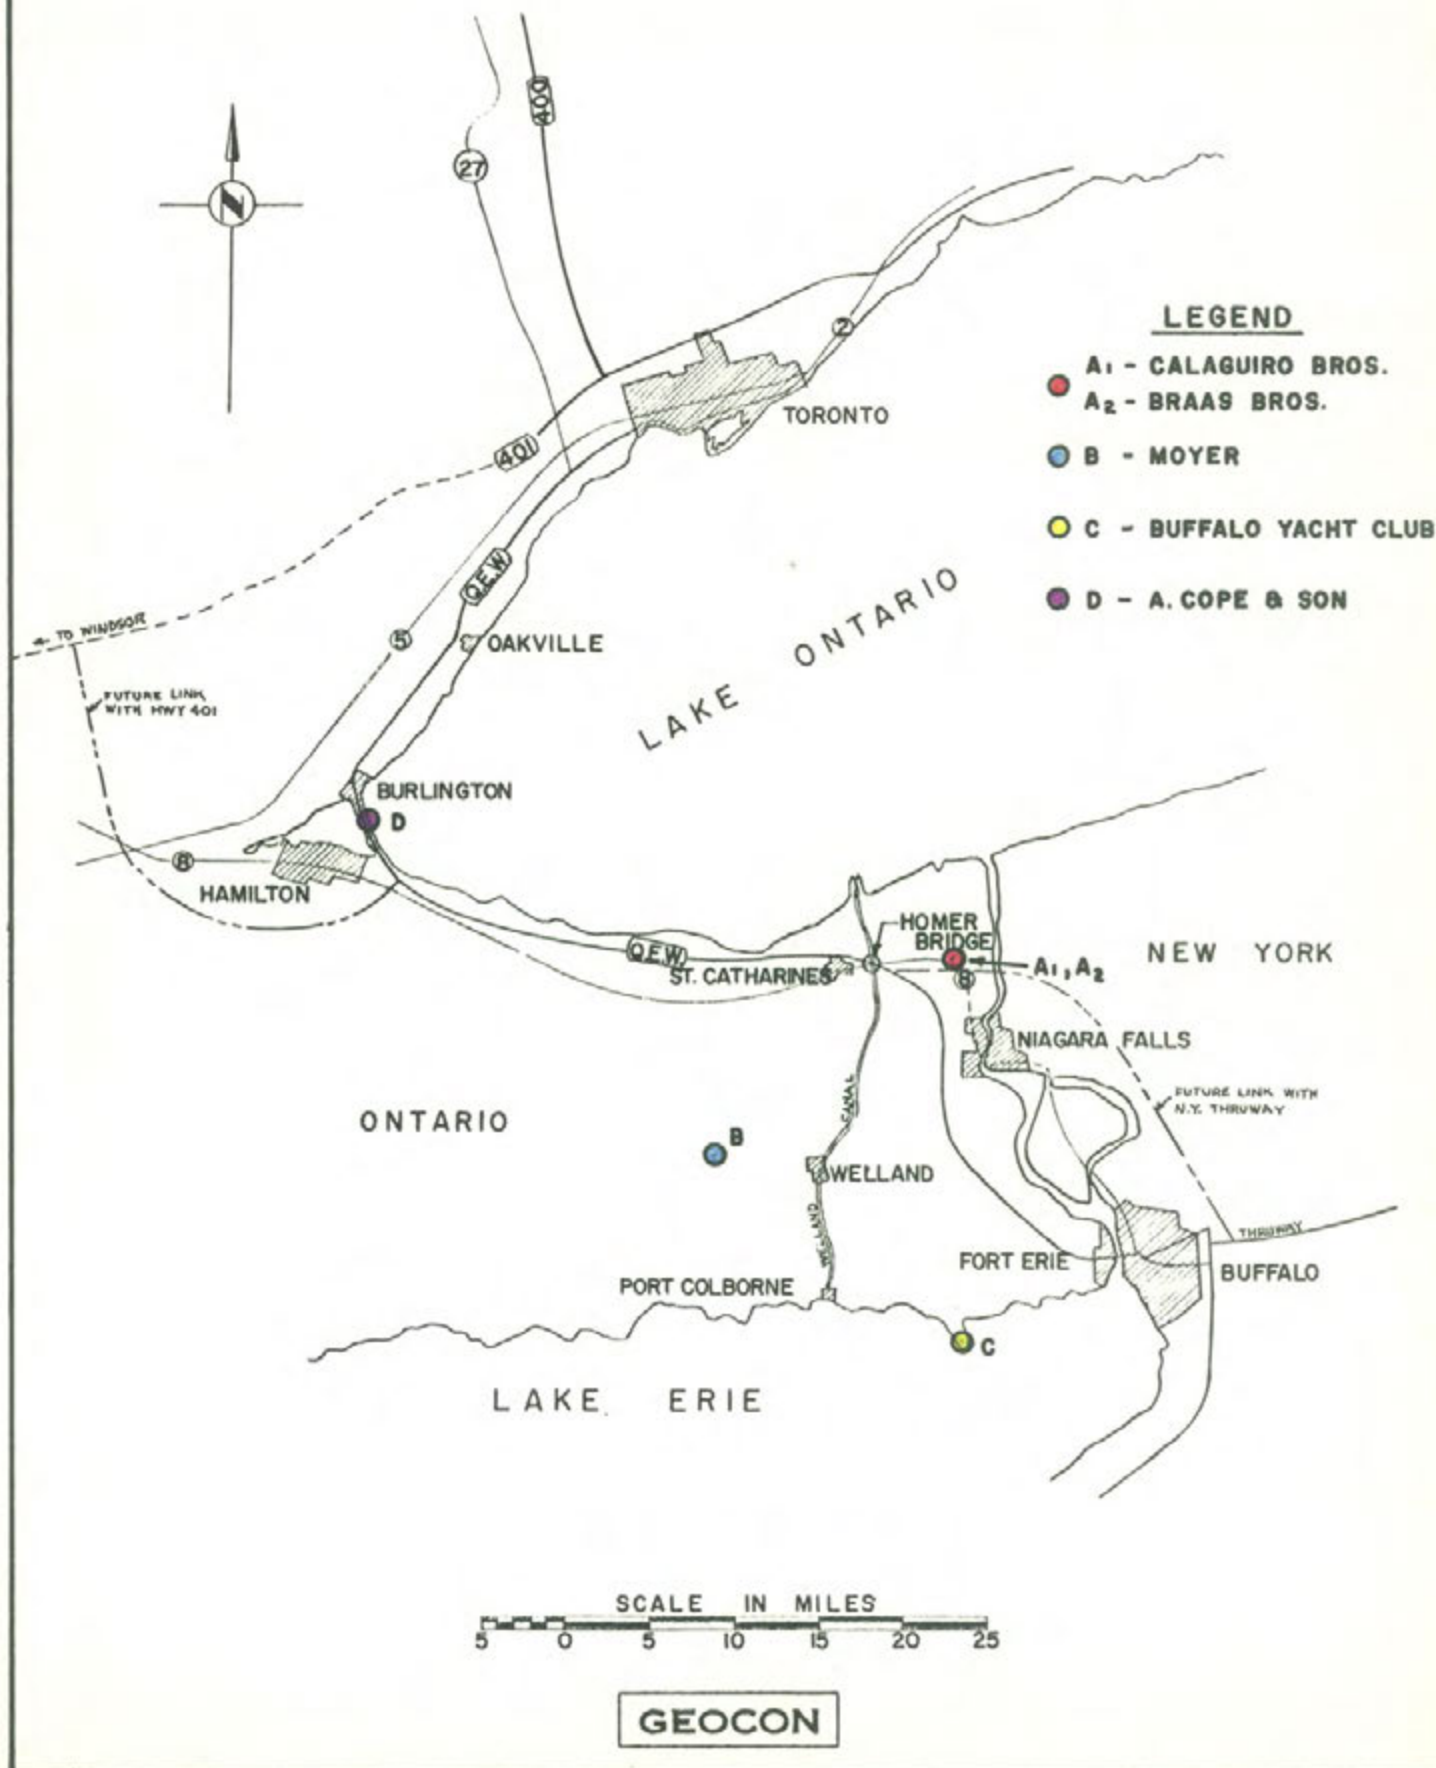 400
27
N
2
LEGEND
A1 - CALAGUIRO BROS.
A2 - BRAAS BROS.
B - MOYER
C - BUFFALO YACHT CLUB
D - A. COPE & SON
TORONTO
401
Q.E.W
TO WINDSOR
5
OAKVILLE
LAKE ONTARIO
FUTURE LINK
WITH HWY 401
BURLINGTON
D
8
HAMILTON
HOMER
BRIDGE
Q.E.W
ST. CATHARINES
NEW YORK
A1, A2
8
NIAGARA FALLS
FUTURE LINK WITH
N.Y. THRUWAY
CANAL
ONTARIO
B
WELLAND
WELLAND
THRUWAY
FORT ERIE
BUFFALO
PORT COLBORNE
C
LAKE ERIE
SCALE IN MILES
5 0 5 10 15 20 25
GEOCON